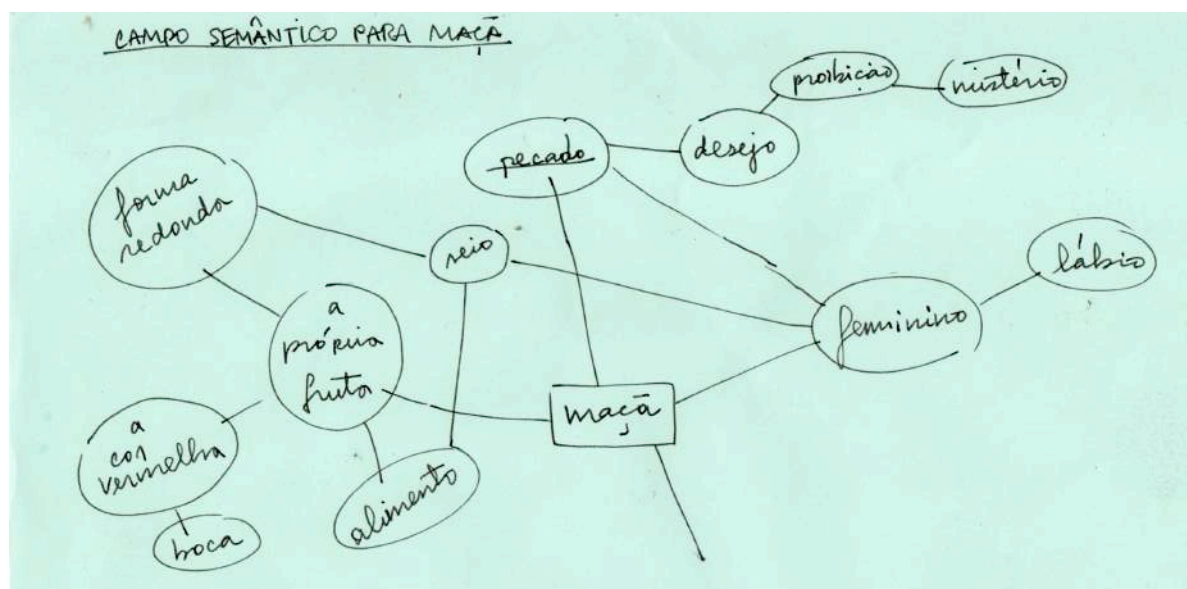 CAMPO SEMÂNTICO PARA MAÇÃ
proibição
mistério
pecado
desejo
forma
redonda
seio
lábio
a
própria
fruta
feminino
maçã
a
cor
vermelha
alimento
boca